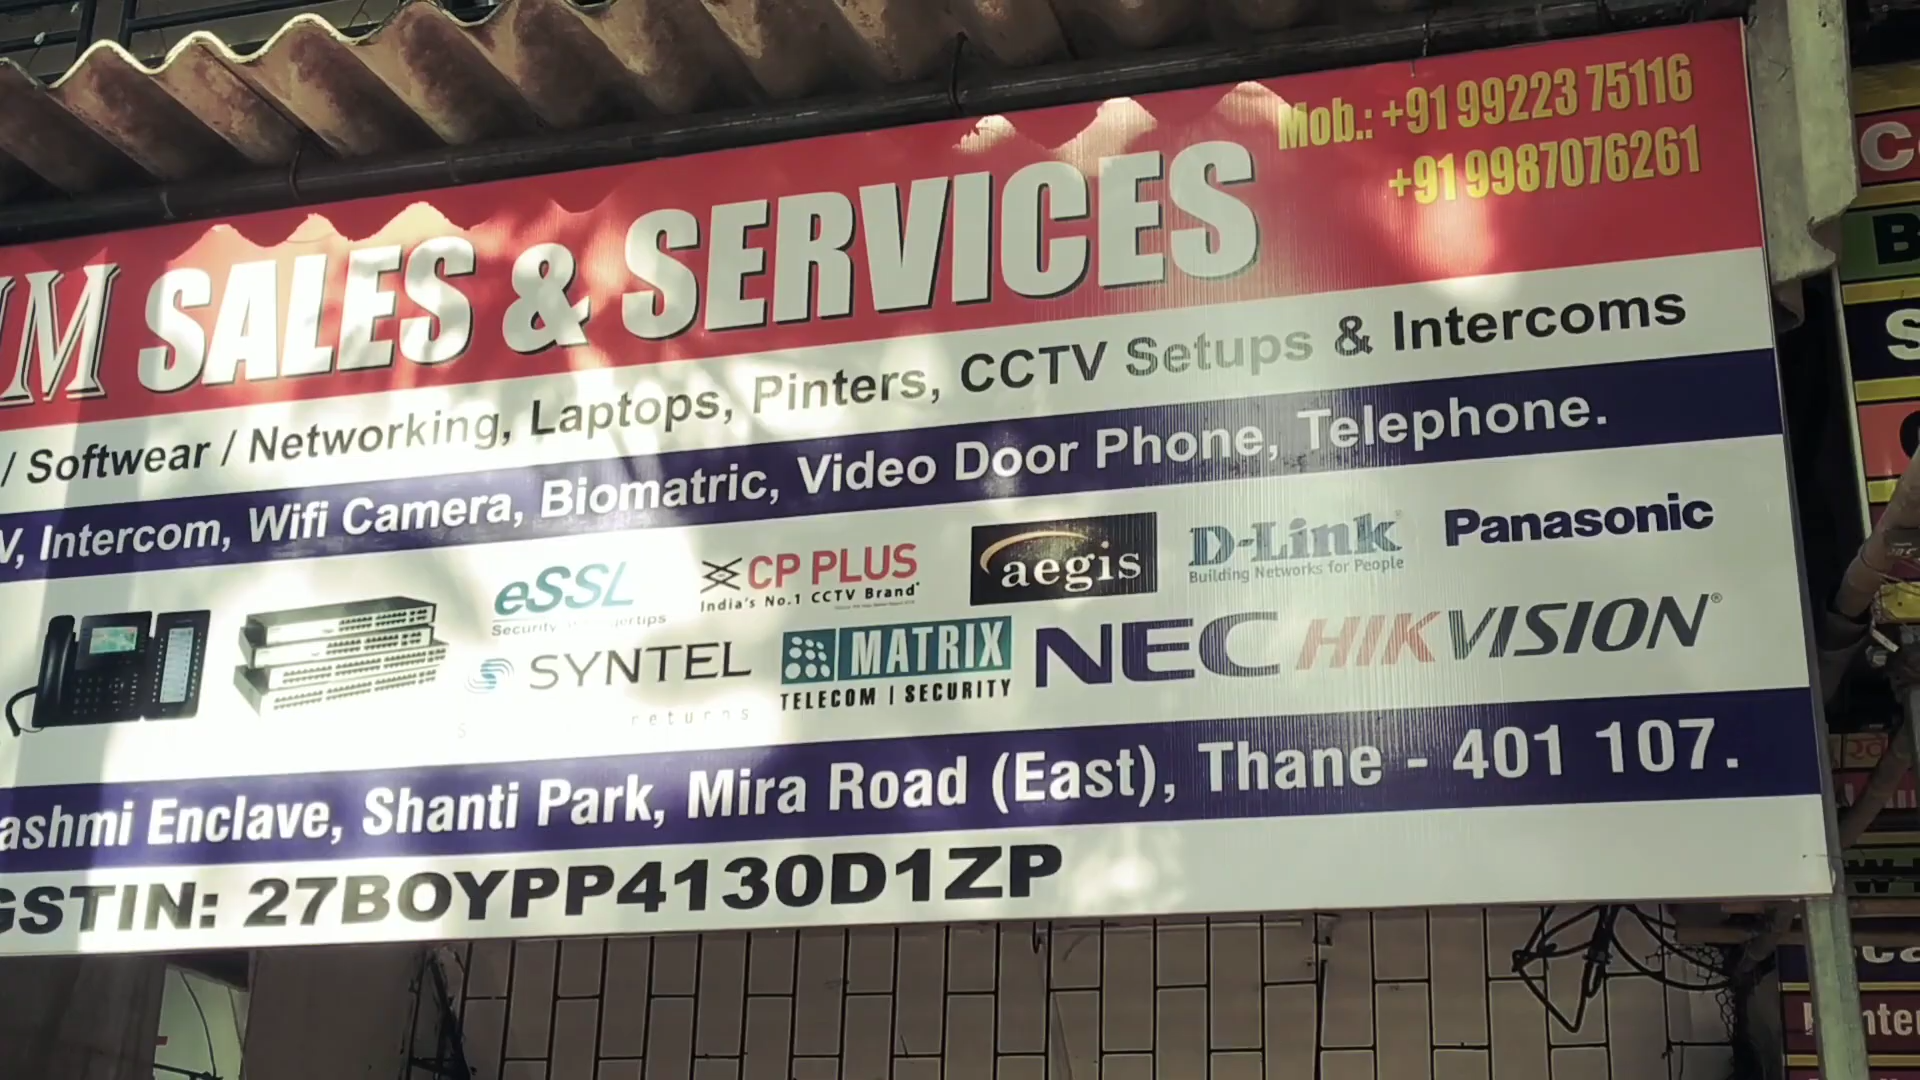 Mob.: +91 99223 75116
+91 9987076261
M SALES & SERVICES
/ Softwear / Networking, Laptops, Pinters, CCTV Setups & Intercoms
V, Intercom, Wifi Camera, Biomatric, Video Door Phone, Telephone.
eSSL
Security
CP PLUS
India's No.1 CCTV Brand
aegis
D-Link
Building Networks for People
Panasonic
SYNTEL
returns
MATRIX
TELECOM | SECURITY
NEC
HIKVISION®
ashmi Enclave, Shanti Park, Mira Road (East), Thane - 401 107.
GSTIN: 27BOYPP4130D1ZP